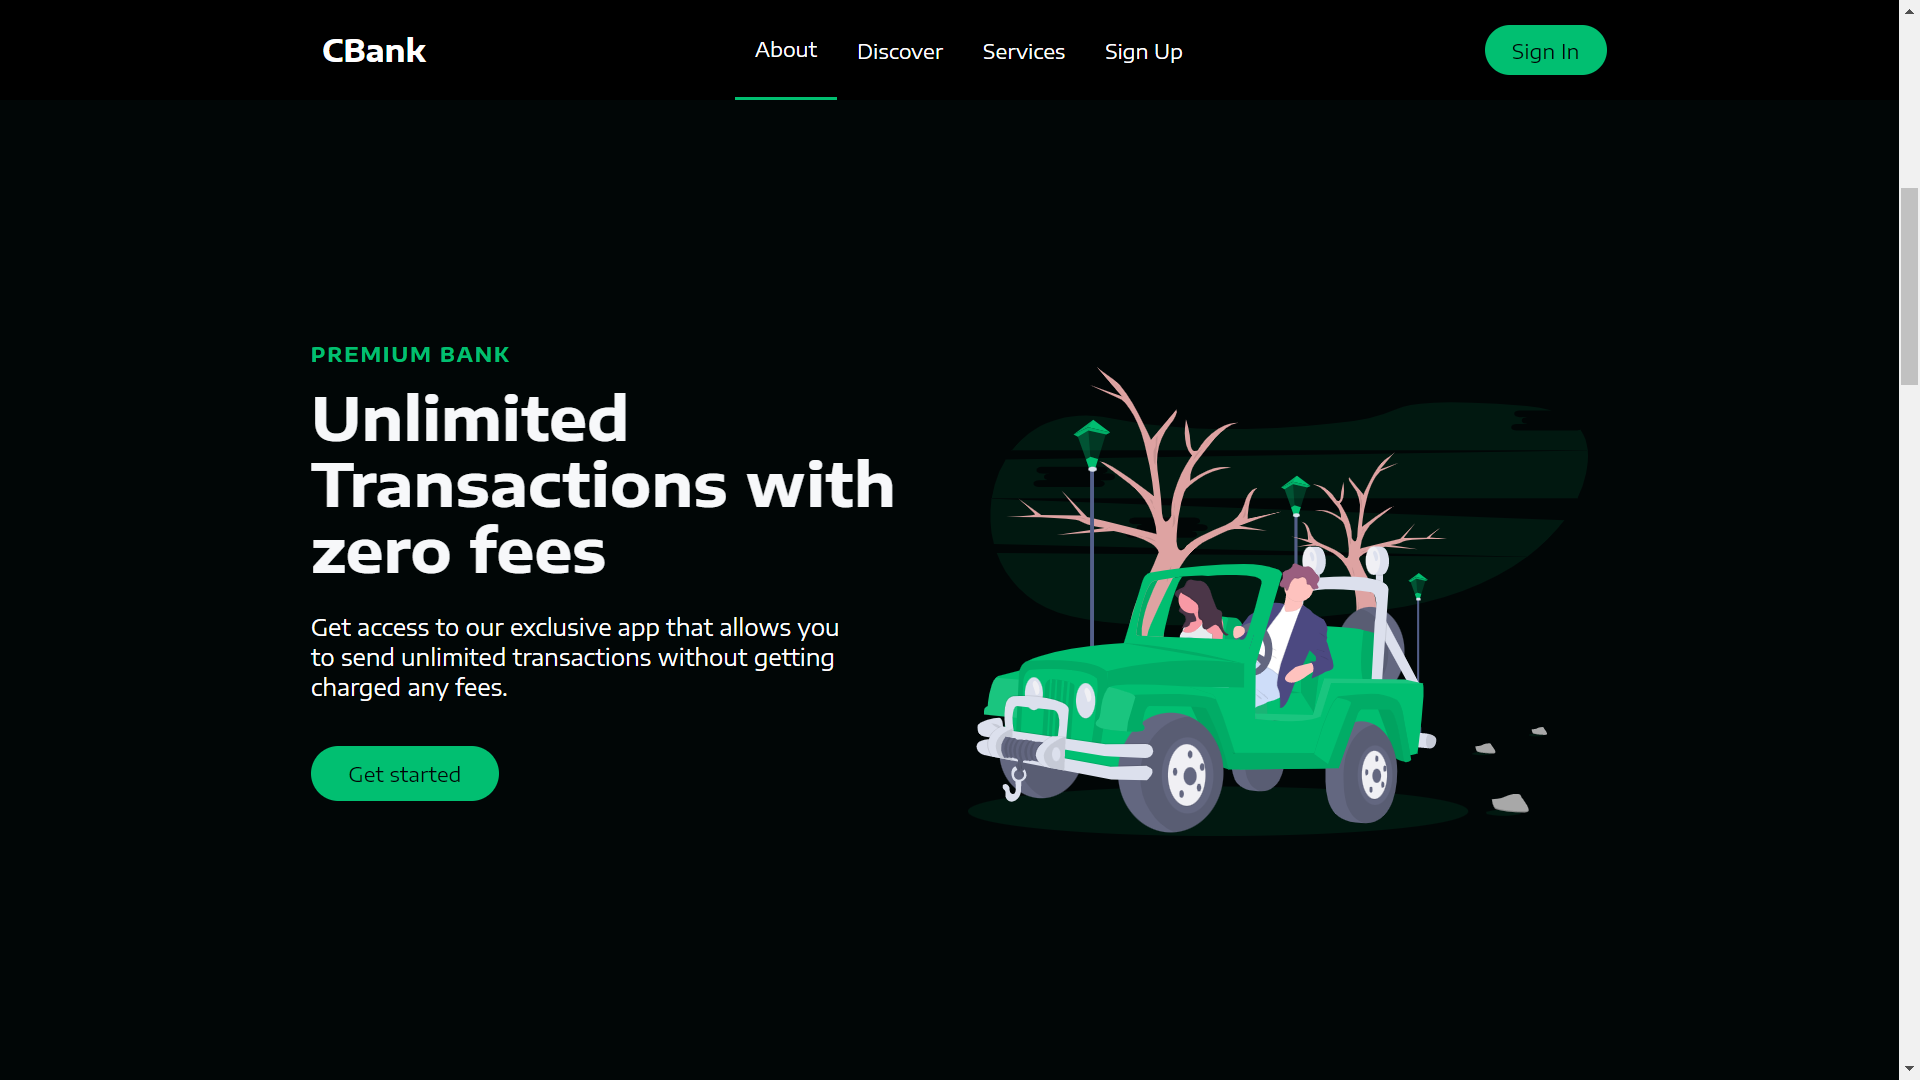 CBank
About
Discover
Services
Sign Up
Sign In
PREMIUM BANK
Unlimited
Transactions with
zero fees
Get access to our exclusive app that allows you
to send unlimited transactions without getting
charged any fees.
Get started